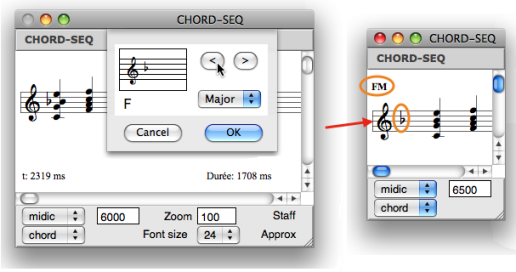 CHORD-SEQ
CHORD-SEQ
< >
F
Major
Cancel OK
t: 2319 ms Durée: 1708 ms
midic 6000 Zoom 100 Staff
chord Font size 24 Approx
CHORD-SEQ
CHORD-SEQ
FM
midic 6500
chord